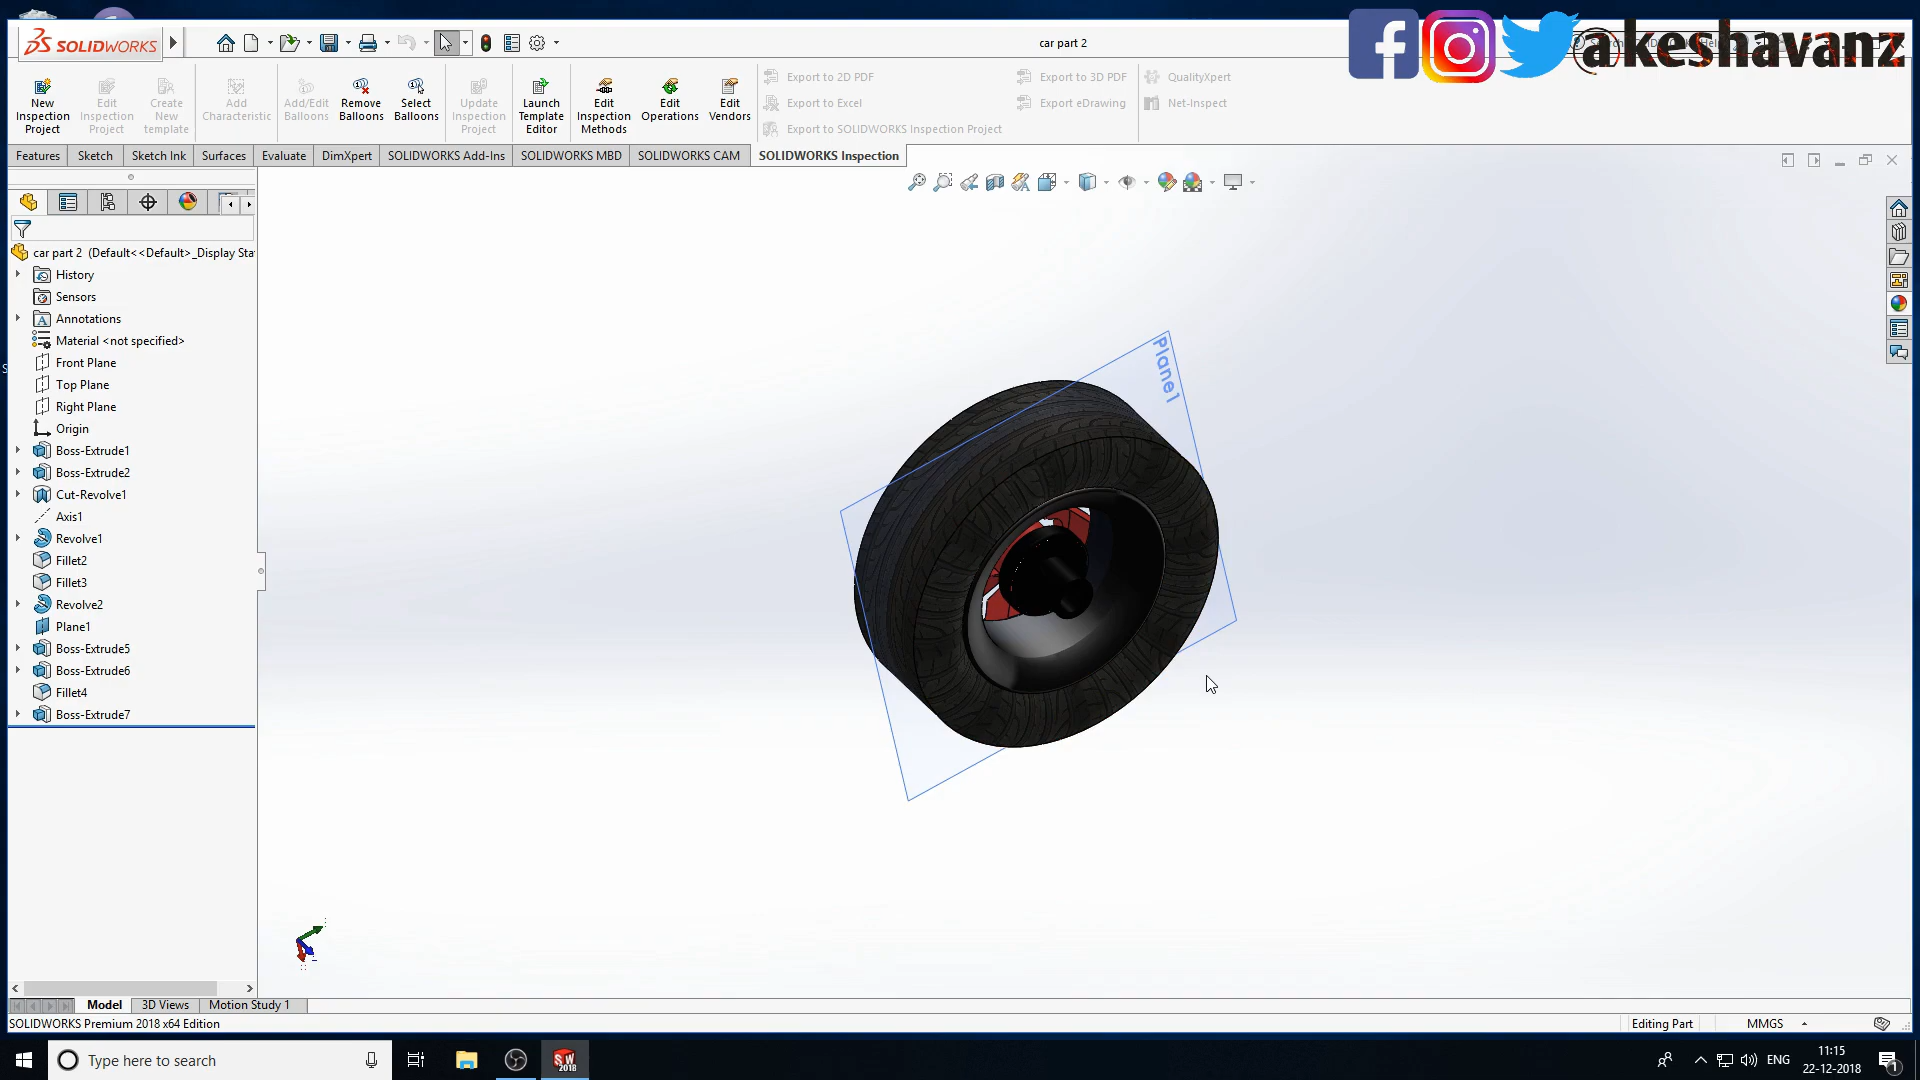 SOLIDWORKS
car part 2
@akeshavanz
New Inspection Project
Edit Inspection Project
Create New template
Add Characteristic
Add/Edit Balloons
Remove Balloons
Select Balloons
Update Inspection Project
Launch Template Editor
Edit Inspection Methods
Edit Operations
Edit Vendors
Export to 2D PDF
Export to Excel
Export to SOLIDWORKS Inspection Project
Export to 3D PDF
Export eDrawing
QualityXpert
Net-Inspect
Features
Sketch
Sketch Ink
Surfaces
Evaluate
DimXpert
SOLIDWORKS Add-Ins
SOLIDWORKS MBD
SOLIDWORKS CAM
SOLIDWORKS Inspection
car part 2 (Default<<Default>_Display Sta
History
Sensors
Annotations
Material <not specified>
Front Plane
Top Plane
Right Plane
Origin
Boss-Extrude1
Boss-Extrude2
Cut-Revolve1
Axis1
Revolve1
Fillet2
Fillet3
Revolve2
Plane1
Boss-Extrude5
Boss-Extrude6
Fillet4
Boss-Extrude7
Plane1
Model
3D Views
Motion Study 1
SOLIDWORKS Premium 2018 x64 Edition
Editing Part
MMGS
Type here to search
SW
2018
ENG
11:15
22-12-2018
1